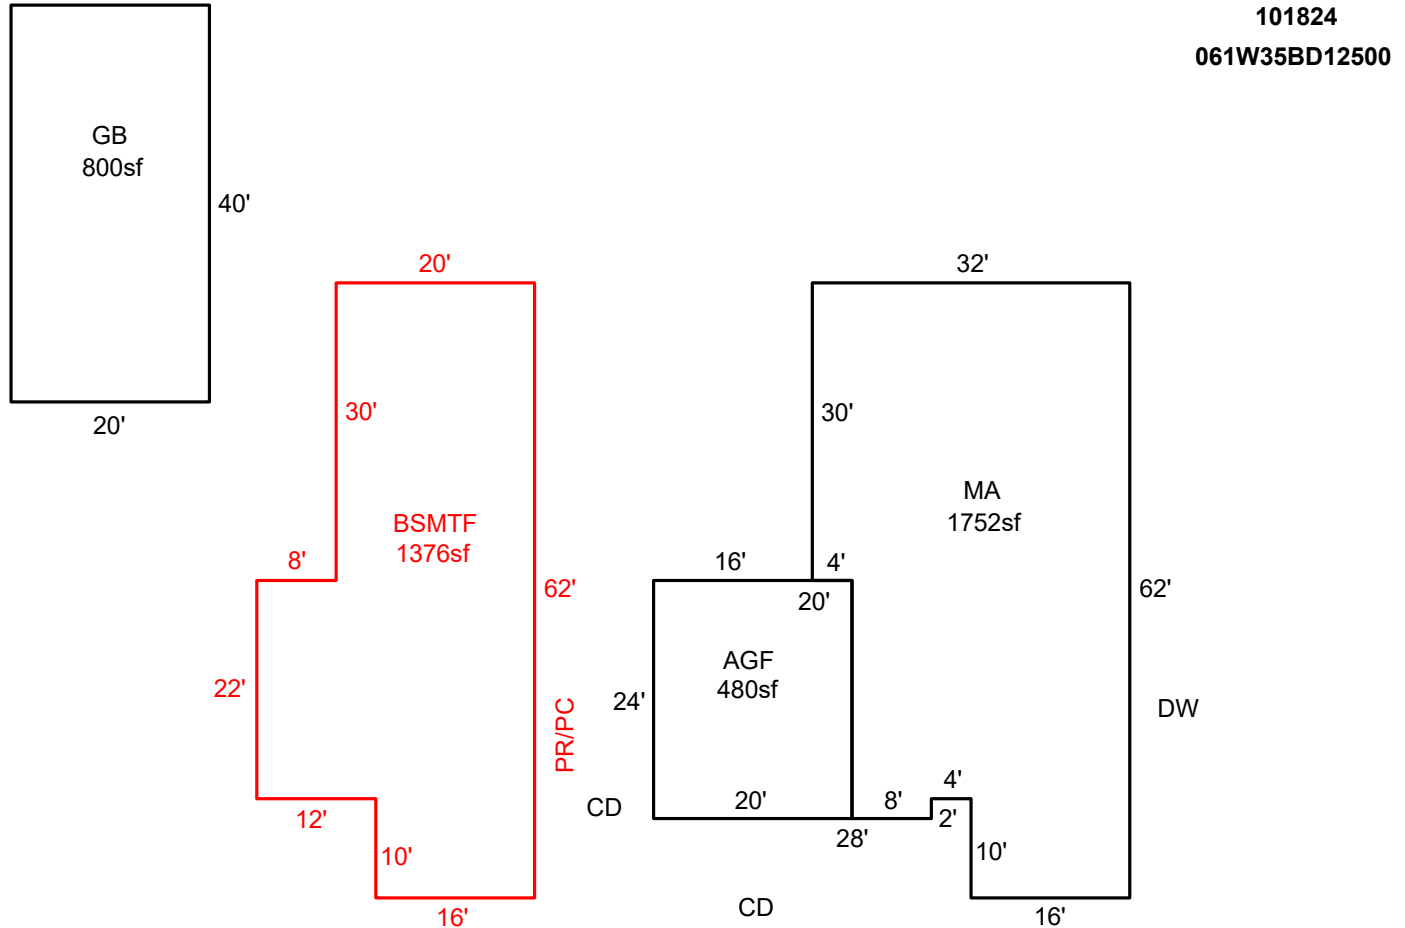 101824
061W35BD12500
GB
800sf
40'
20'
20'
30'
BSMTF
1376sf
8'
62'
22'
PR/PC
12'
10'
16'
32'
30'
MA
1752sf
16'
4'
20'
62'
AGF
480sf
24'
DW
CD
20'
8'
4'
2'
28'
10'
CD
16'